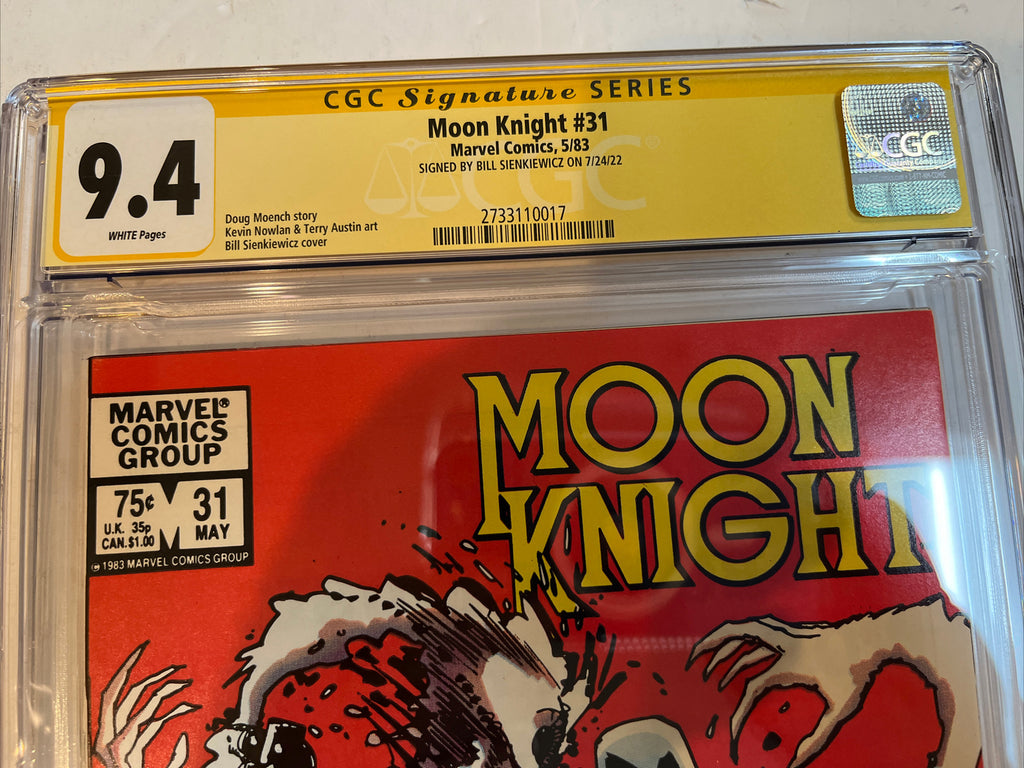 CGC Signature SERIES
9.4
WHITE Pages
Moon Knight #31
Marvel Comics, 5/83
SIGNED BY BILL SIENKIEWICZ ON 7/24/22
Doug Moench story
Kevin Nowlan & Terry Austin art
Bill Sienkiewicz cover
2733110017
CGC
CGC
MARVEL®
COMICS
GROUP
75¢
U.K. 35p
CAN. $1.00
M
31
MAY
© 1983 MARVEL COMICS GROUP
MOON
KNIGHT